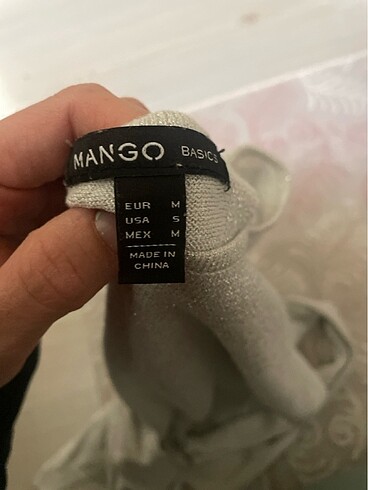 MANGO BASICS
EUR M
USA S
MEX M
MADE IN
CHINA